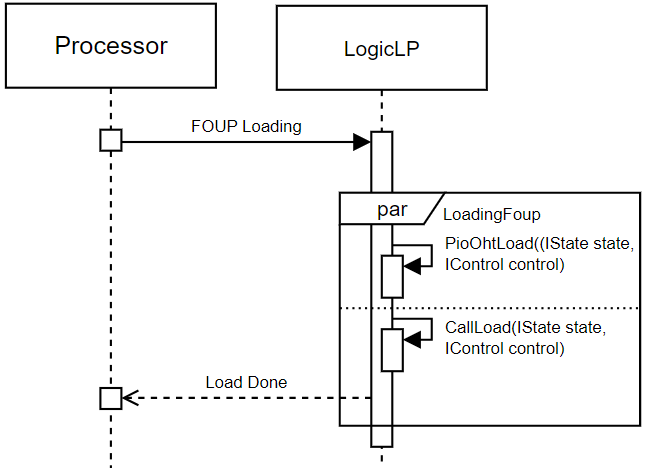 Processor
LogicLP
FOUP Loading
par
LoadingFoup
PioOhtLoad((IState state,
IControl control)
CallLoad(IState state,
IControl control)
Load Done